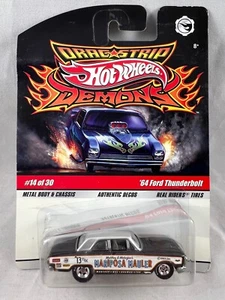 DRAG STRIP
Hot Wheels
DEMONS
8+
#14 of 30
'64 Ford Thunderbolt
METAL BODY & CHASSIS
AUTHENTIC DECOS
REAL RIDERS™ TIRES
MARIPOSA MAULER